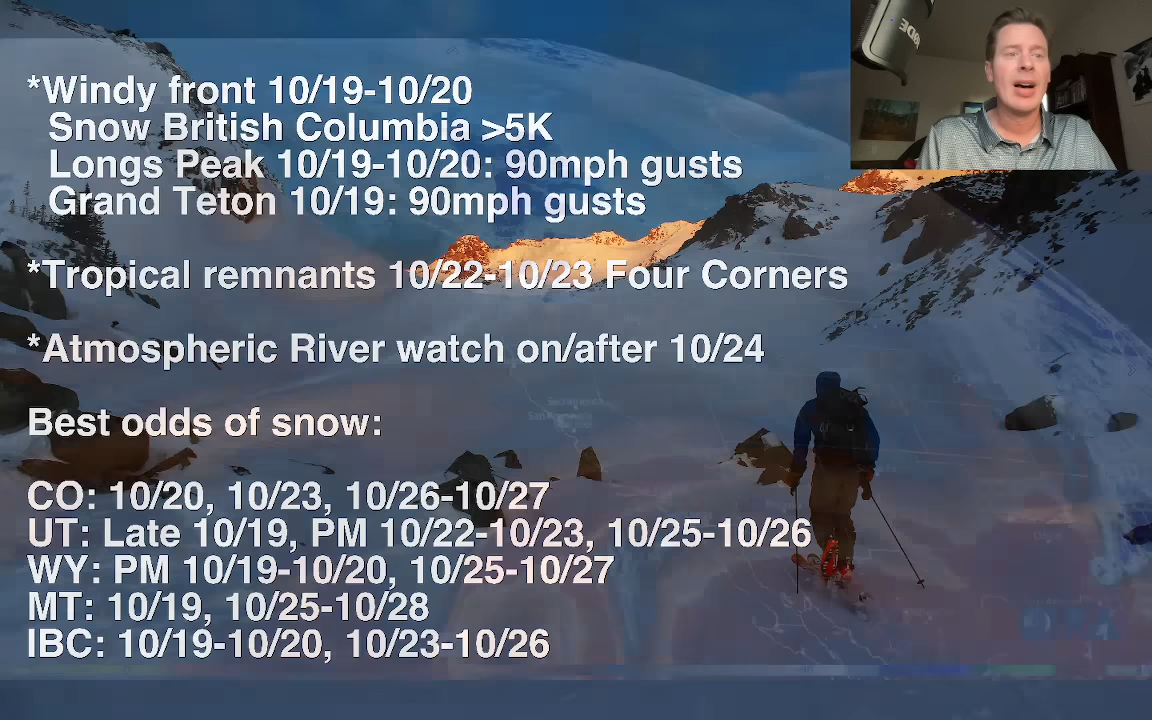 *Windy front 10/19-10/20
Snow British Columbia >5K
Longs Peak 10/19-10/20: 90mph gusts
Grand Teton 10/19: 90mph gusts
*Tropical remnants 10/22-10/23 Four Corners
*Atmospheric River watch on/after 10/24
Best odds of snow:
CO: 10/20, 10/23, 10/26-10/27
UT: Late 10/19, PM 10/22-10/23, 10/25-10/26
WY: PM 10/19-10/20, 10/25-10/27
MT: 10/19, 10/25-10/28
IBC: 10/19-10/20, 10/23-10/26